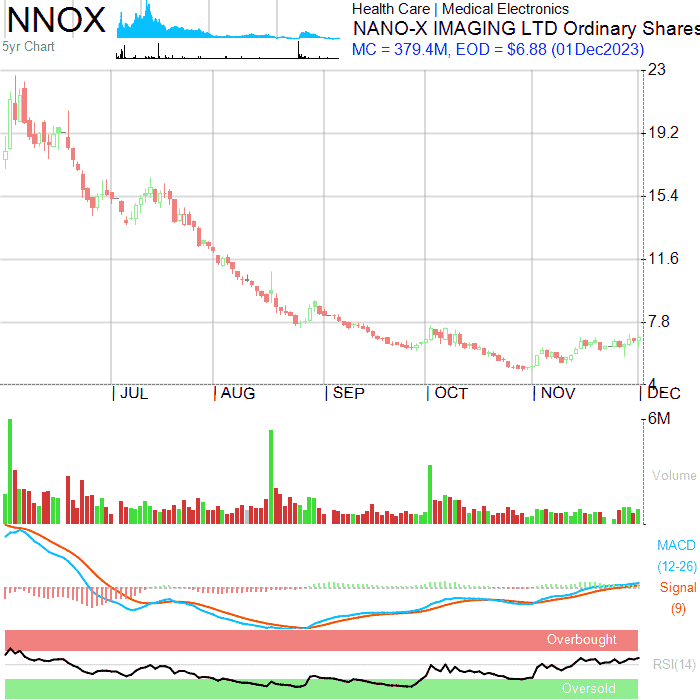 NNOX
5yr Chart
Health Care | Medical Electronics
NANO-X IMAGING LTD Ordinary Shares
MC = 379.4M, EOD = $6.88 (01Dec2023)
23
19.2
15.4
11.6
7.8
4
JUL AUG SEP OCT NOV DEC
6M
Volume
MACD
(12-26)
Signal
(9)
Overbought
RSI(14)
Oversold